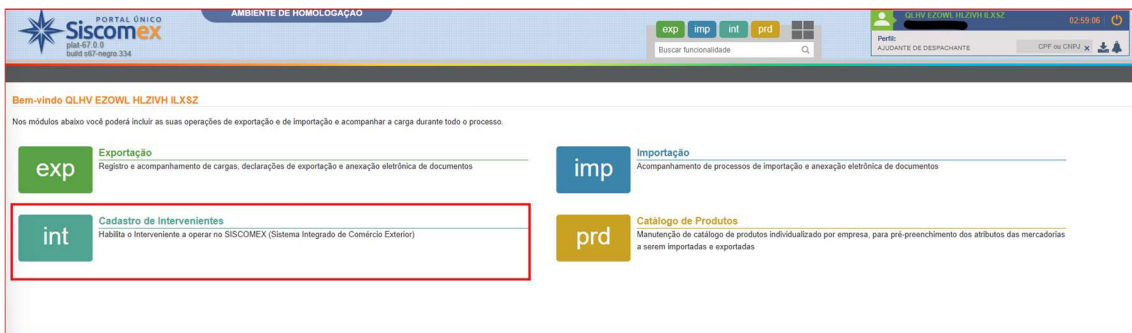 PORTAL ÚNICO
Siscomex
plat-67.0.0
build s67-negro.334
AMBIENTE DE HOMOLOGAÇÃO
exp imp int prd
Buscar funcionalidade
QLHV EZOWL HLZIVH ILXSZ
02:59:06
Perfil:
AJUDANTE DE DESPACHANTE
CPF ou CNPJ x
Bem-vindo QLHV EZOWL HLZIVH ILXSZ
Nos módulos abaixo você poderá incluir as suas operações de exportação e de importação e acompanhar a carga durante todo o processo.
exp
Exportação
Registro e acompanhamento de cargas, declarações de exportação e anexação eletrônica de documentos
imp
Importação
Acompanhamento de processos de importação e anexação eletrônica de documentos
int
Cadastro de Intervenientes
Habilita o Interveniente a operar no SISCOMEX (Sistema Integrado de Comércio Exterior)
prd
Catálogo de Produtos
Manutenção de catálogo de produtos individualizado por empresa, para pré-preenchimento dos atributos das mercadorias
a serem importadas e exportadas